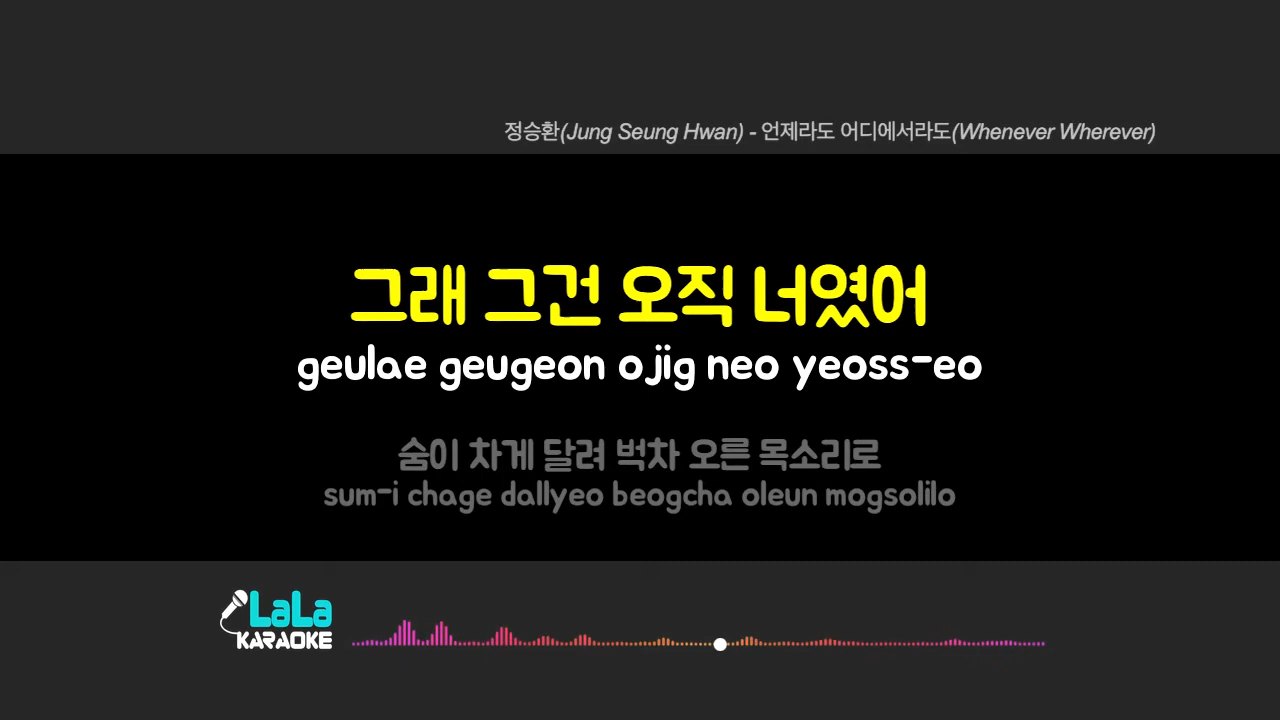 정승환(Jung Seung Hwan) - 언제라도 어디에서라도(Whenever Wherever)
그래 그건 오직 너였어
geulae geugeon ojig neo yeoss-eo
숨이 차게 달려 벅차 오른 목소리로
sum-i chage dallyeo beogcha oleun mogsolilo
LaLa
KARAOKE